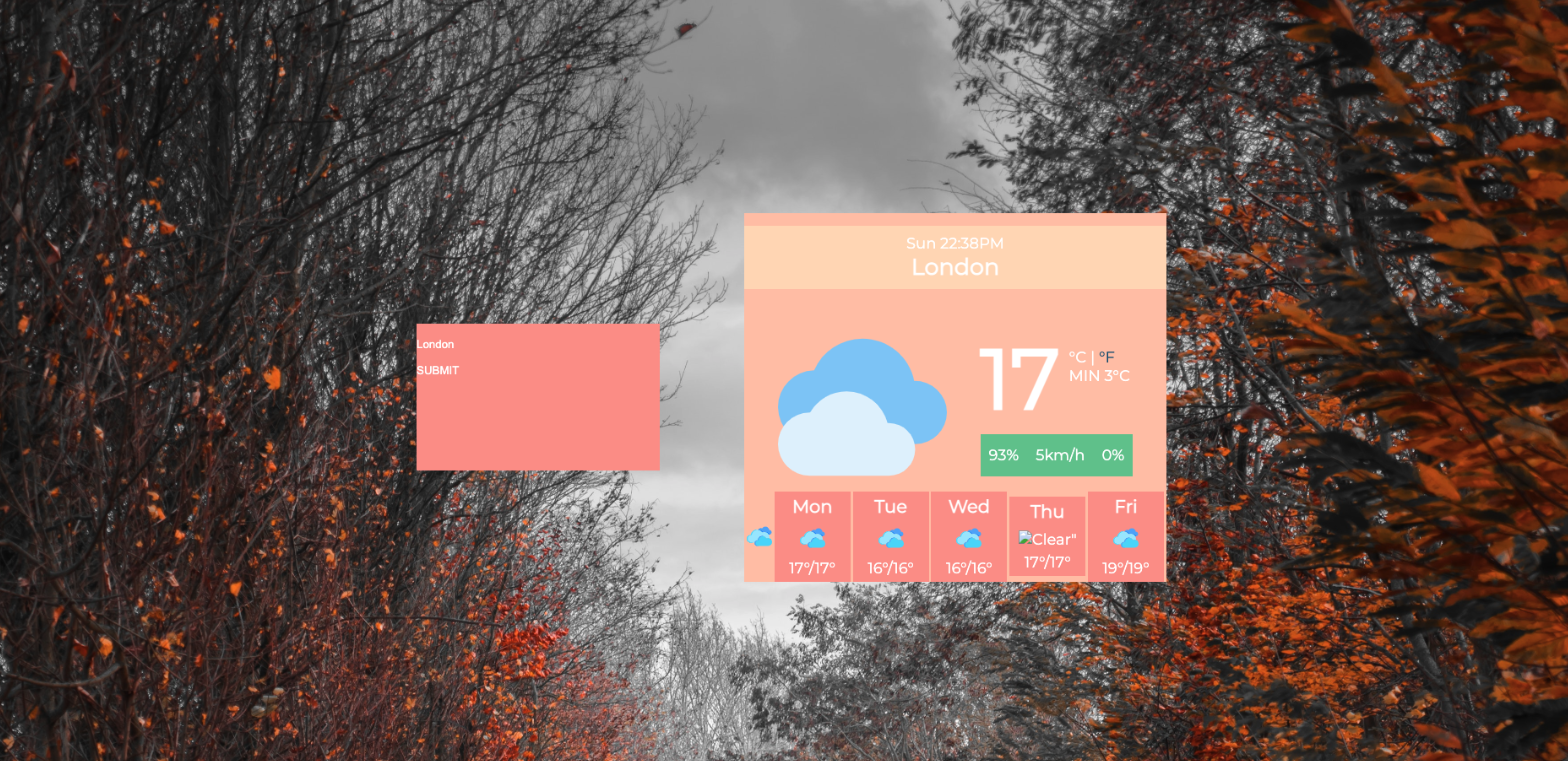 London
SUBMIT
Sun 22:38PM
London
17 °C | °F
MIN 3°C
93% 5km/h 0%
Mon Tue Wed Thu Fri
Clear"
17°/17° 16°/16° 16°/16° 17°/17° 19°/19°